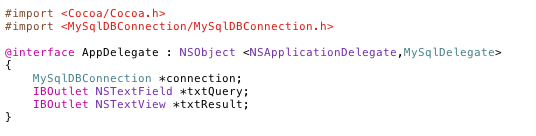 #import <Cocoa/Cocoa.h>
#import <MySqlDBConnection/MySqlDBConnection.h>
@interface AppDelegate : NSObject <NSApplicationDelegate,MySqlDelegate>
{
    MySqlDBConnection *connection;
    IBOutlet NSTextField *txtQuery;
    IBOutlet NSTextView *txtResult;
}